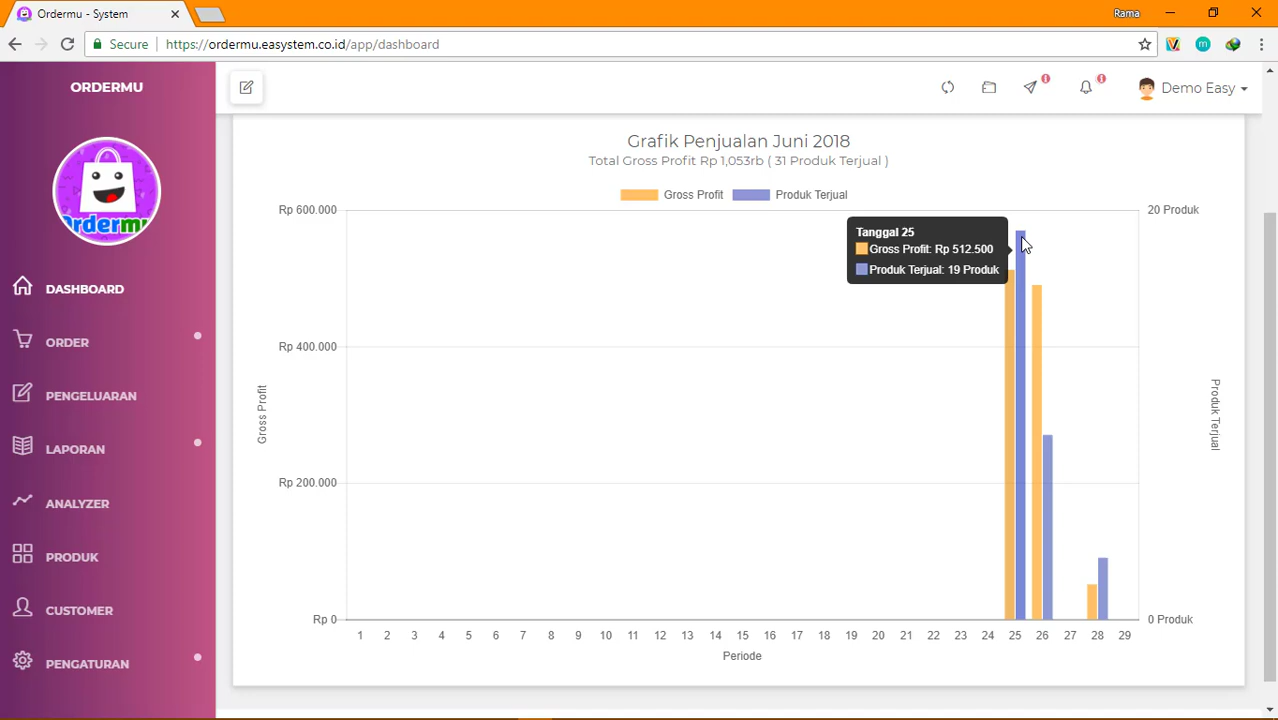 Ordermu - System
Rama
Secure
https://ordermu.easystem.co.id/app/dashboard
m
ORDERMU
Ordermu
DASHBOARD
ORDER
PENGELUARAN
LAPORAN
ANALYZER
PRODUK
CUSTOMER
PENGATURAN
Demo Easy
Grafik Penjualan Juni 2018
Total Gross Profit Rp 1,053rb ( 31 Produk Terjual )
Gross Profit
Produk Terjual
Rp 600.000
20 Produk
Tanggal 25
Gross Profit: Rp 512.500
Produk Terjual: 19 Produk
Rp 400.000
Gross Profit
Produk Terjual
Rp 200.000
Rp 0
0 Produk
1 2 3 4 5 6 7 8 9 10 11 12 13 14 15 16 17 18 19 20 21 22 23 24 25 26 27 28 29
Periode